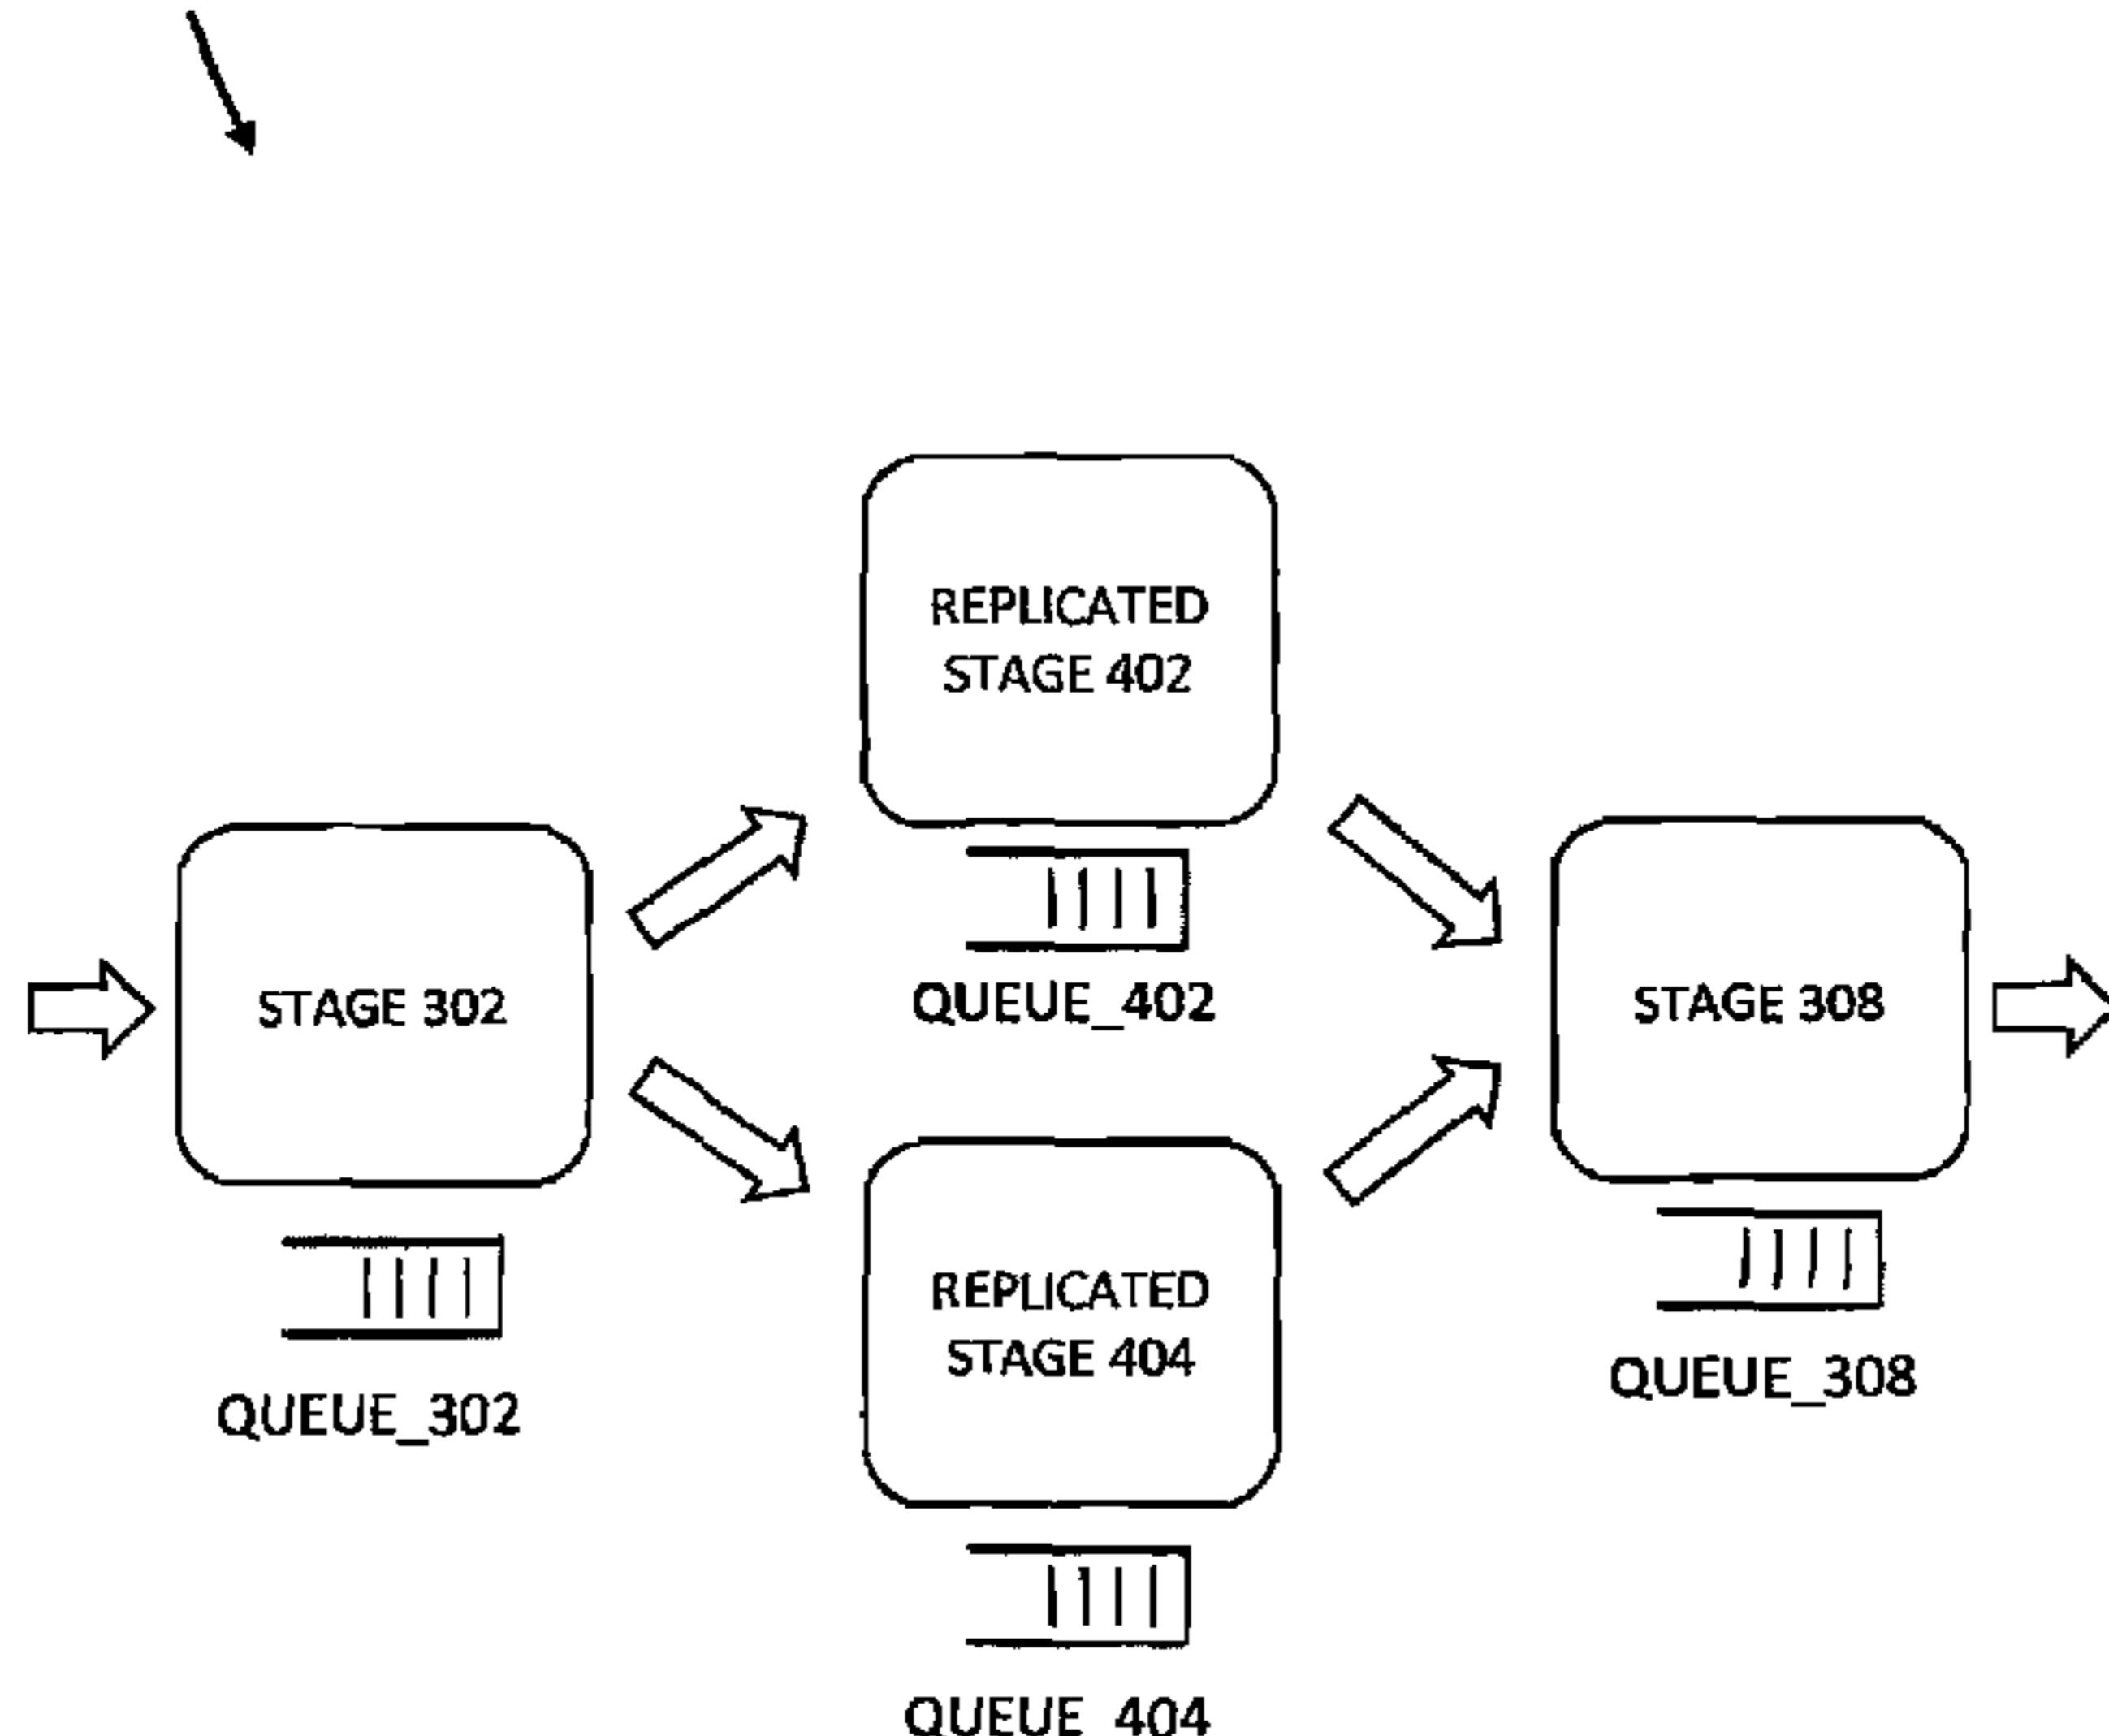 REPLICATED
STAGE 402
QUEUE_402
STAGE 302
QUEUE_302
STAGE 308
QUEUE_308
REPLICATED
STAGE 404
QUEUE_404